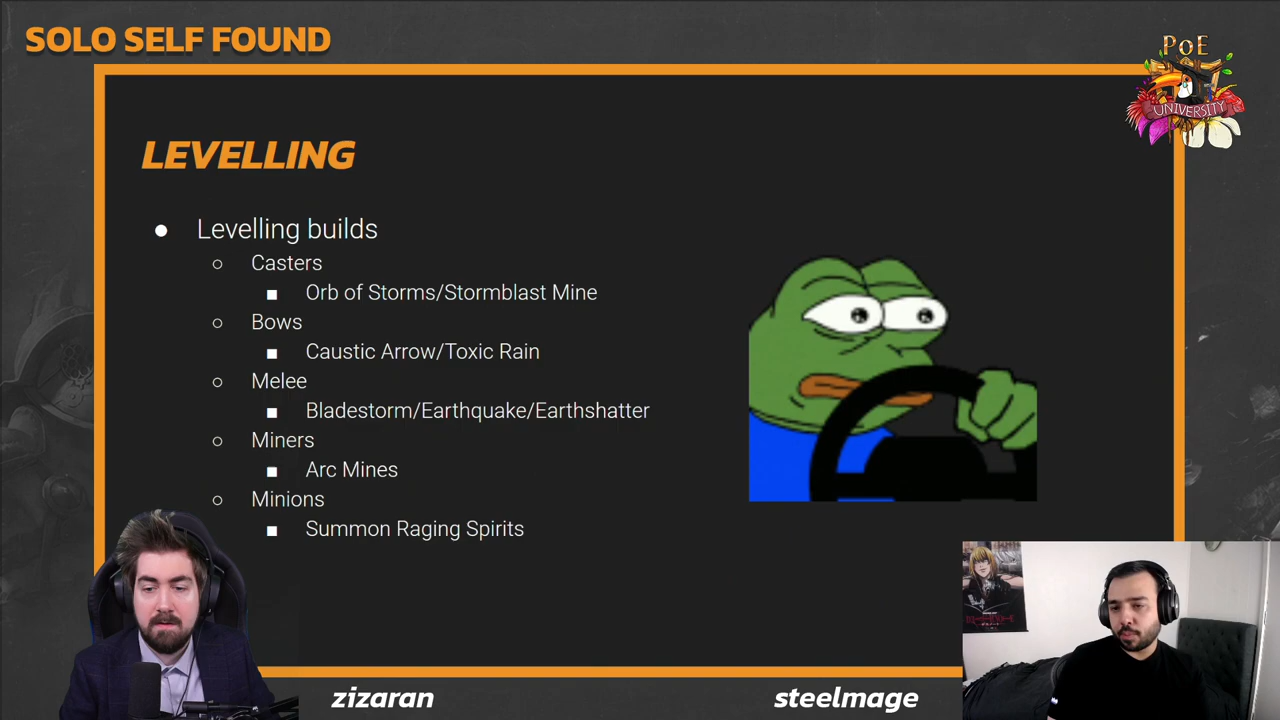 SOLO SELF FOUND
PoE
UNIVERSITY
LEVELLING
● Levelling builds
○ Casters
■ Orb of Storms/Stormblast Mine
○ Bows
■ Caustic Arrow/Toxic Rain
○ Melee
■ Bladestorm/Earthquake/Earthshatter
○ Miners
■ Arc Mines
○ Minions
■ Summon Raging Spirits
zizaran
steelmage